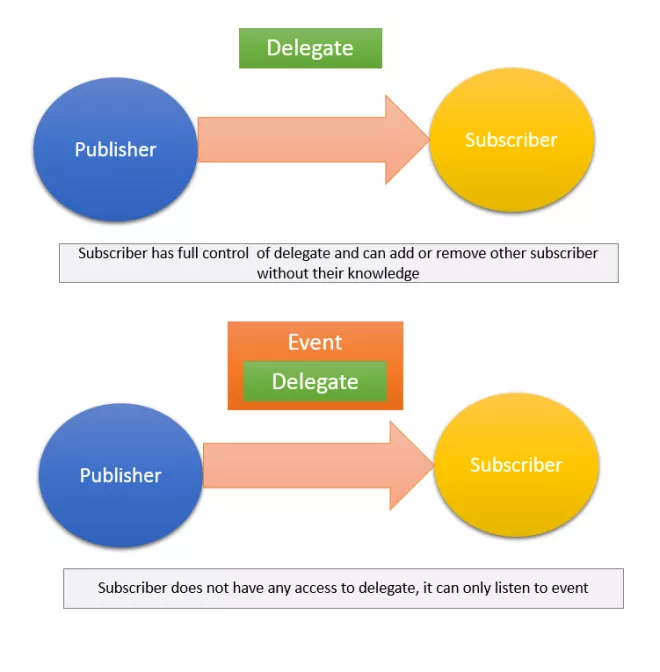 Delegate
Publisher
Subscriber
Subscriber has full control of delegate and can add or remove other subscriber
without their knowledge
Event
Delegate
Publisher
Subscriber
Subscriber does not have any access to delegate, it can only listen to event